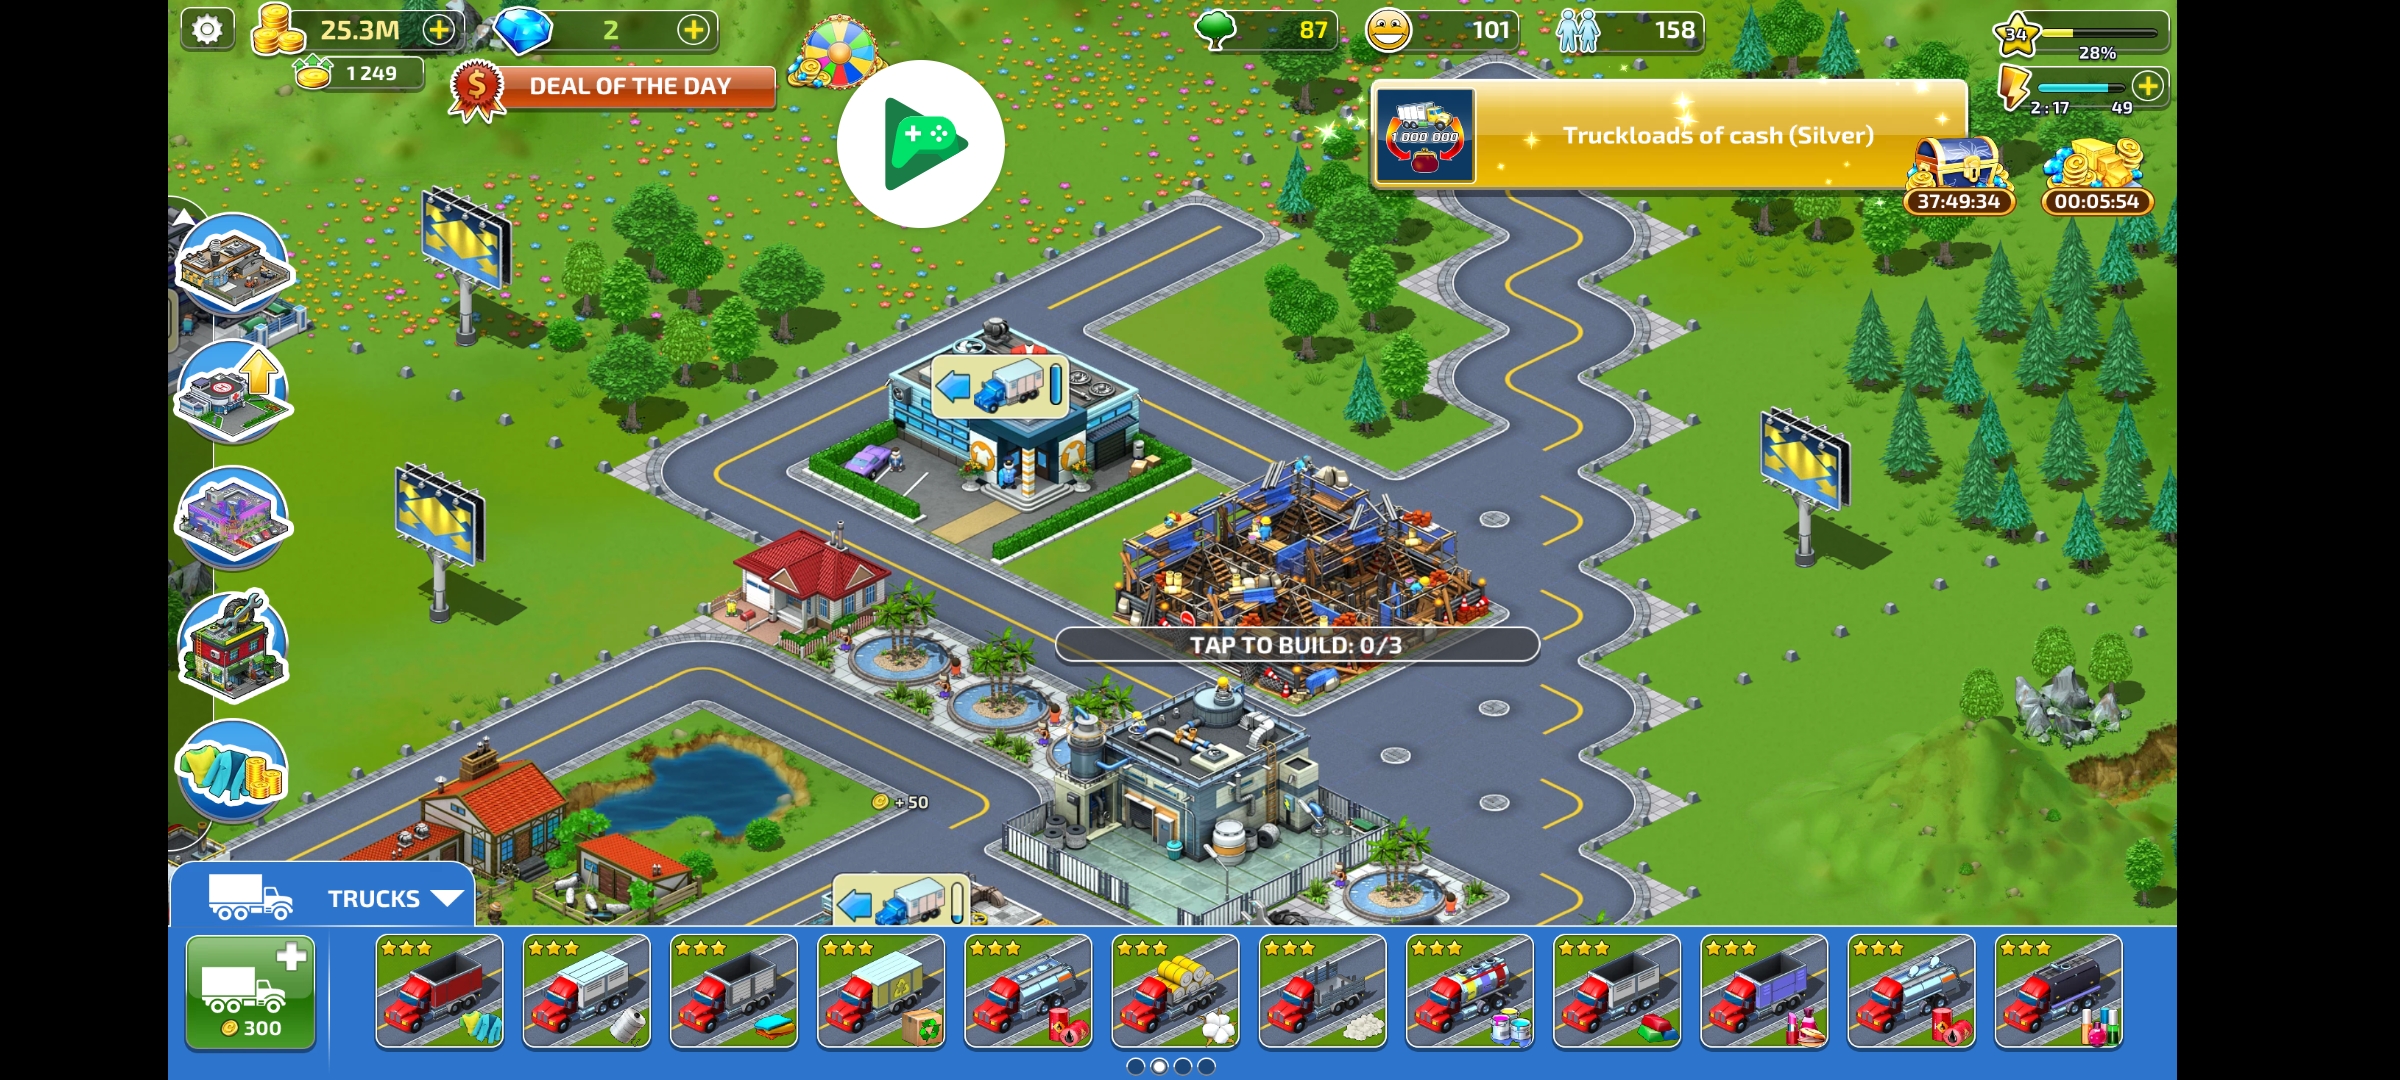 25.3M
2
87
101
158
34
28%
1 249
DEAL OF THE DAY
2:17
49
1 000 000
Truckloads of cash (Silver)
37:49:34
00:05:54
TAP TO BUILD: 0/3
+50
TRUCKS
300